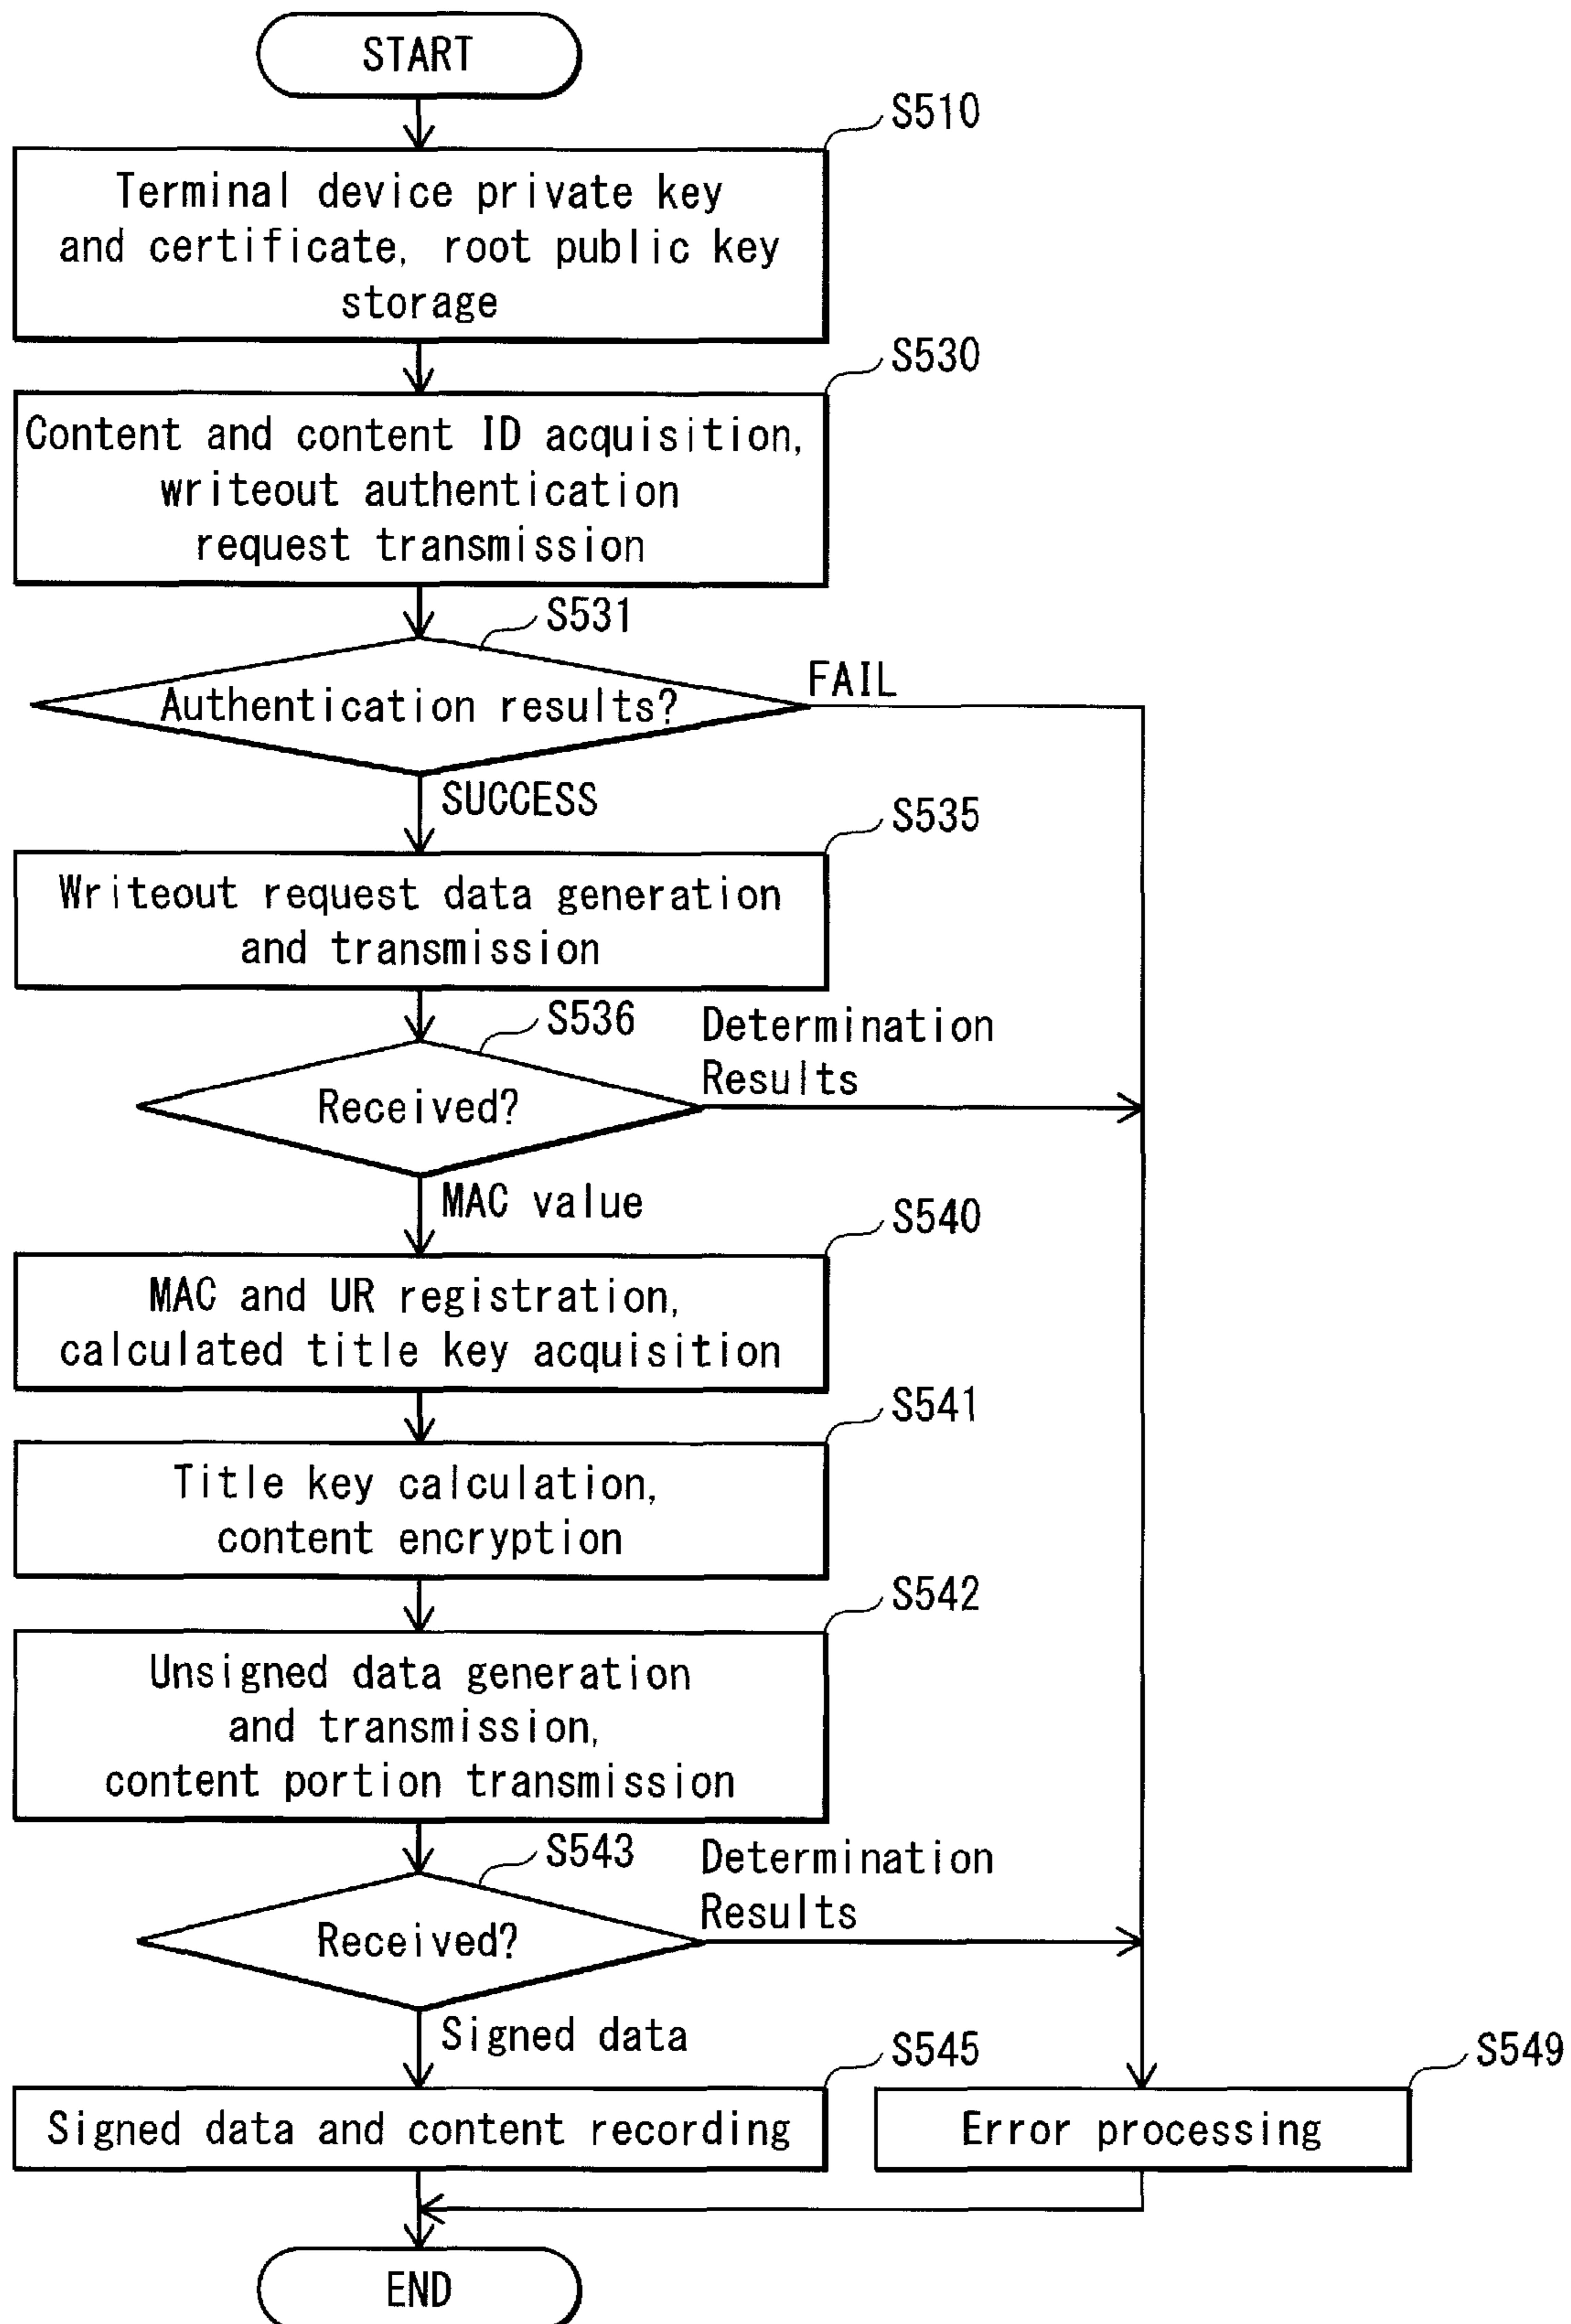 START
S510
Terminal device private key
and certificate, root public key
storage
S530
Content and content ID acquisition,
writeout authentication
request transmission
S531
Authentication results?
FAIL
SUCCESS
S535
Writeout request data generation
and transmission
S536
Determination
Results
Received?
MAC value
S540
MAC and UR registration,
calculated title key acquisition
S541
Title key calculation,
content encryption
S542
Unsigned data generation
and transmission,
content portion transmission
S543
Determination
Results
Received?
Signed data
S545
S549
Signed data and content recording
Error processing
END